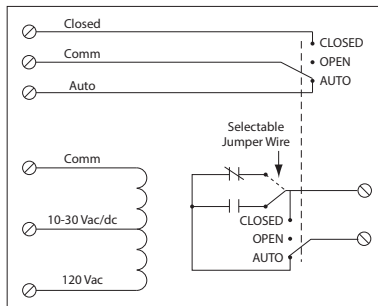 Closed
CLOSED
Comm
OPEN
AUTO
Auto
Selectable
Jumper Wire
Comm
10-30 Vac/dc
CLOSED
OPEN
AUTO
120 Vac